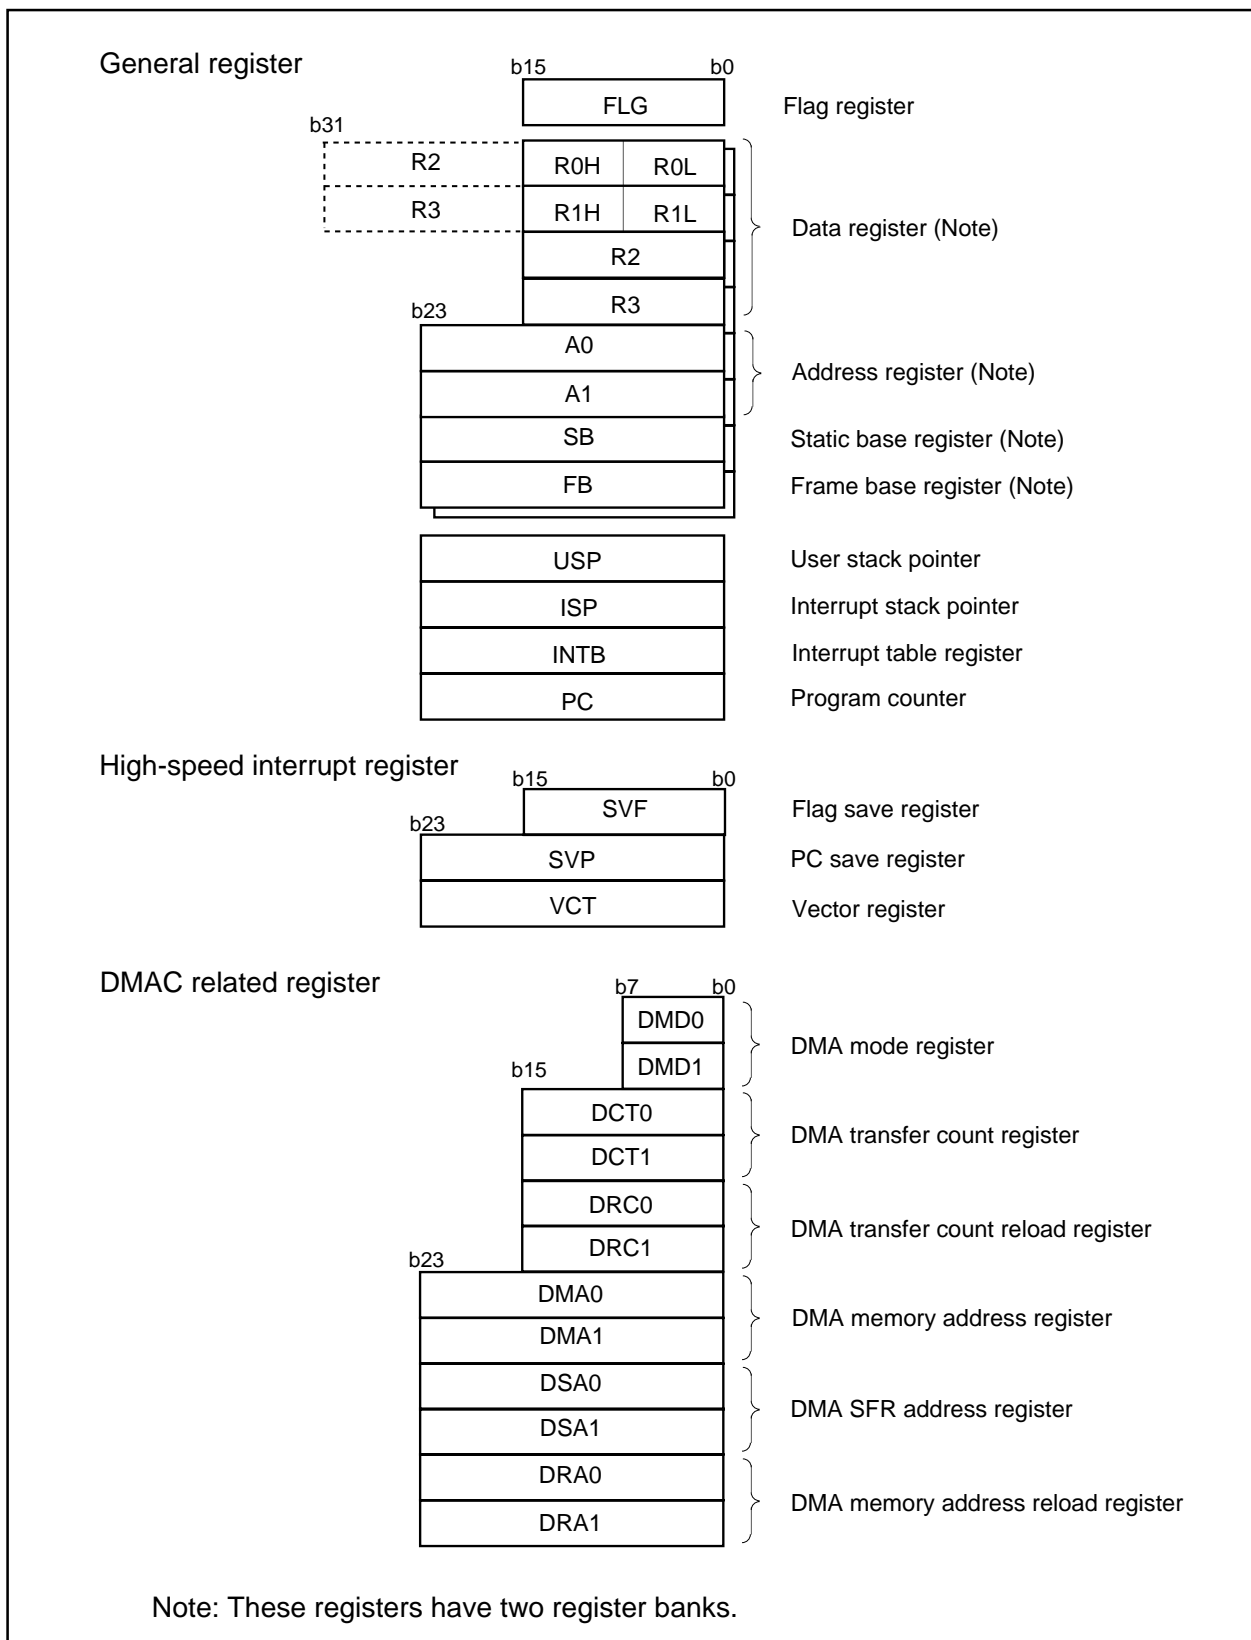 General register
b15 b0
FLG Flag register
b31
R2 R0H R0L
R3 R1H R1L
Data register (Note)
R2
R3
b23
A0
Address register (Note)
A1
SB Static base register (Note)
FB Frame base register (Note)
USP User stack pointer
ISP Interrupt stack pointer
INTB Interrupt table register
PC Program counter
High-speed interrupt register
b15 b0
SVF Flag save register
b23
SVP PC save register
VCT Vector register
DMAC related register
b7 b0
DMD0
DMA mode register
DMD1
b15
DCT0
DMA transfer count register
DCT1
DRC0
DMA transfer count reload register
DRC1
b23
DMA0
DMA memory address register
DMA1
DSA0
DMA SFR address register
DSA1
DRA0
DMA memory address reload register
DRA1
Note: These registers have two register banks.